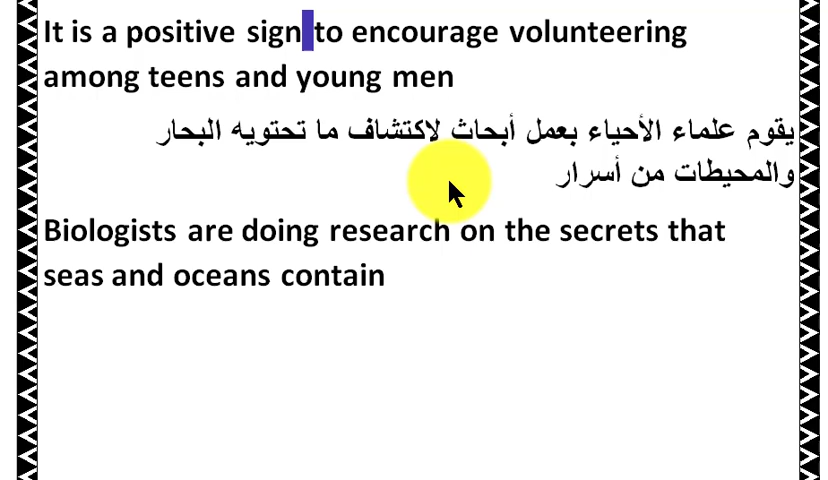 It is a positive sign to encourage volunteering
among teens and young men
يقوم علماء الأحياء بعمل أبحاث لاكتشاف ما تحتويه البحار
والمحيطات من أسرار
Biologists are doing research on the secrets that
seas and oceans contain